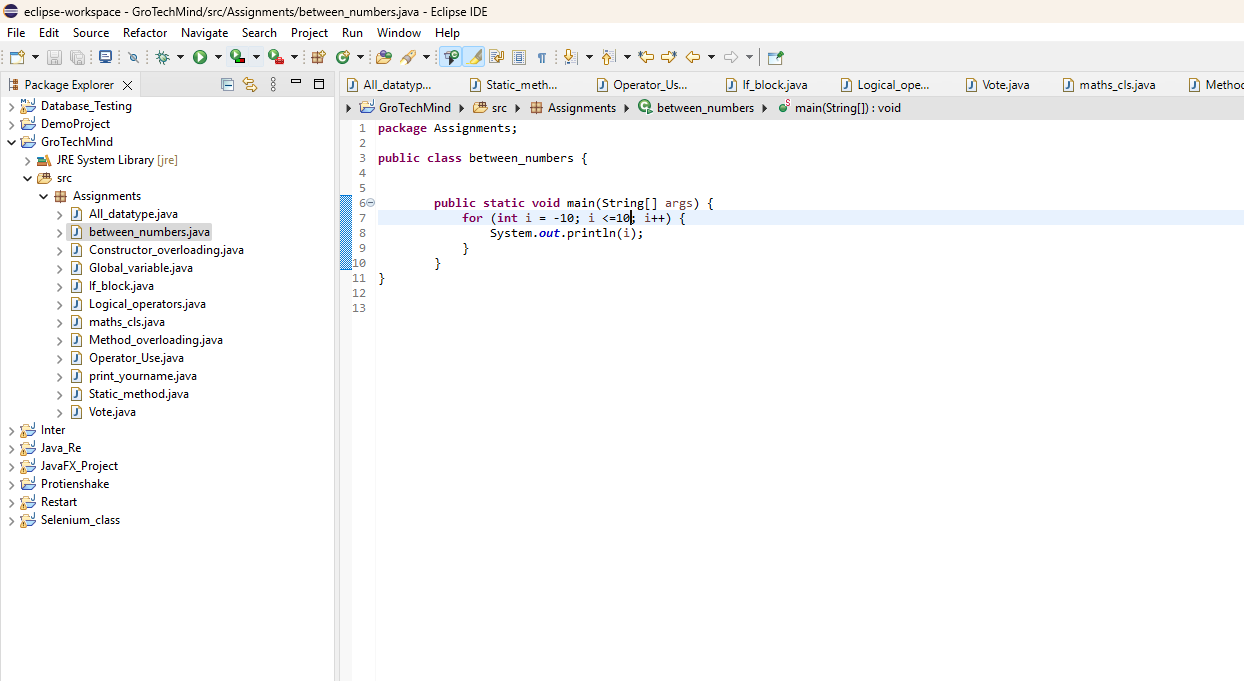 eclipse-workspace - GroTechMind/src/Assignments/between_numbers.java - Eclipse IDE
File Edit Source Refactor Navigate Search Project Run Window Help
Package Explorer
Database_Testing
DemoProject
GroTechMind
JRE System Library [jre]
src
Assignments
All_datatype.java
between_numbers.java
Constructor_overloading.java
Global_variable.java
If_block.java
Logical_operators.java
maths_cls.java
Method_overloading.java
Operator_Use.java
print_yourname.java
Static_method.java
Vote.java
Inter
Java_Re
JavaFX_Project
Protienshake
Restart
Selenium_class
All_datatyp... Static_meth... Operator_Us... If_block.java Logical_ope... Vote.java maths_cls.java Method
GroTechMind src Assignments between_numbers main(String[]) : void
1 package Assignments;
2
3 public class between_numbers {
4
5
6 public static void main(String[] args) {
7 for (int i = -10; i <=10; i++) {
8 System.out.println(i);
9 }
10 }
11 }
12
13